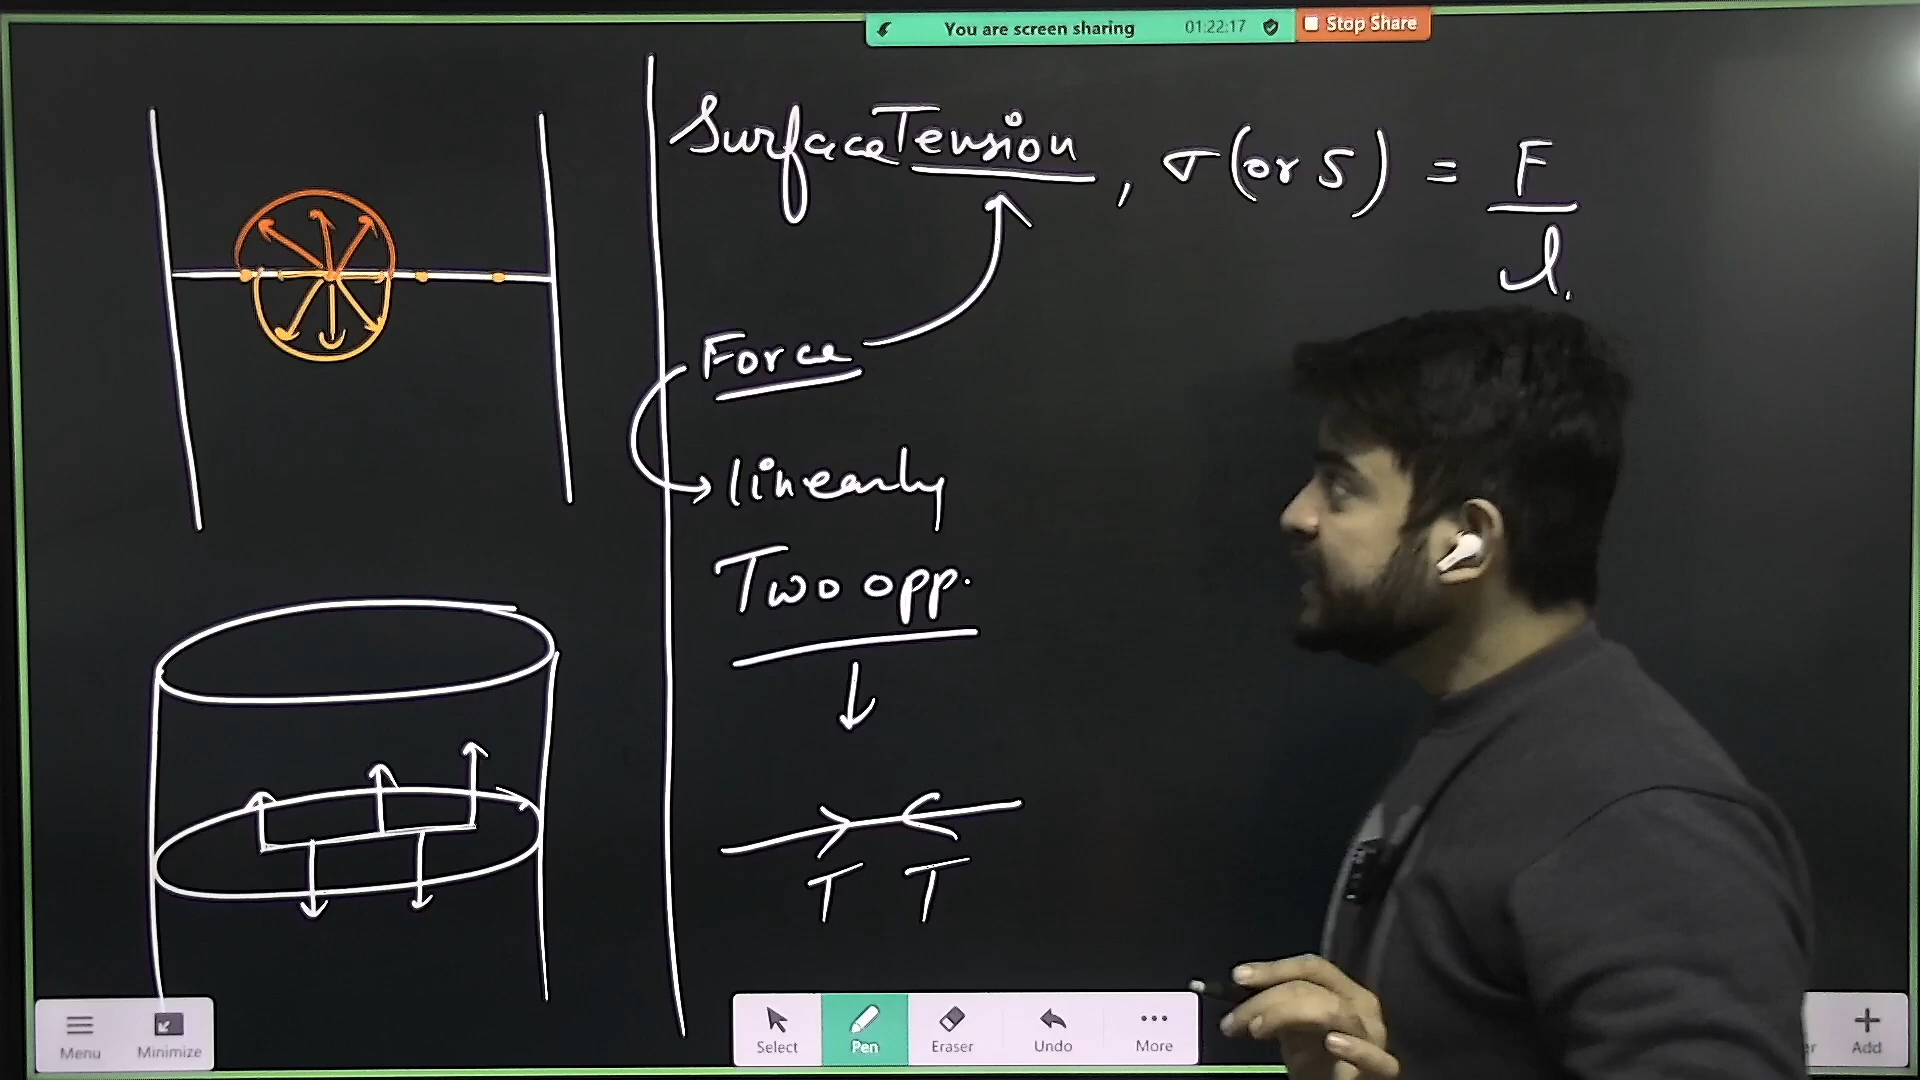 You are screen sharing 01:22:17 Stop Share
Surface Tension, σ (or S) = F
l
Force
linearly
Two opp.
T T
Menu Minimize Select Pen Eraser Undo More Add